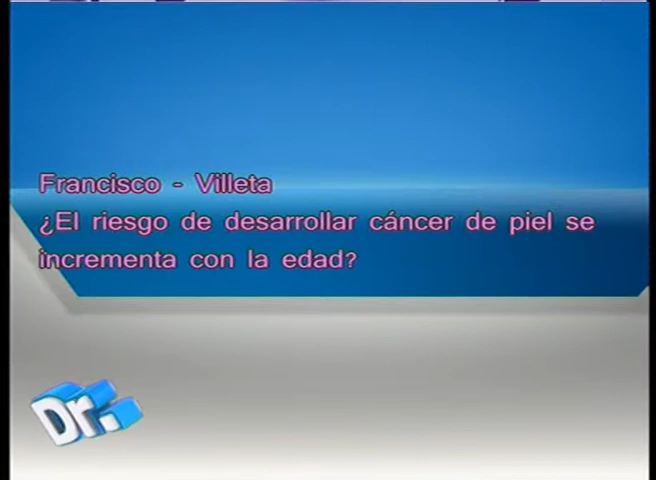 Francisco - Villeta
¿El riesgo de desarrollar cáncer de piel se
incrementa con la edad?
Dr.